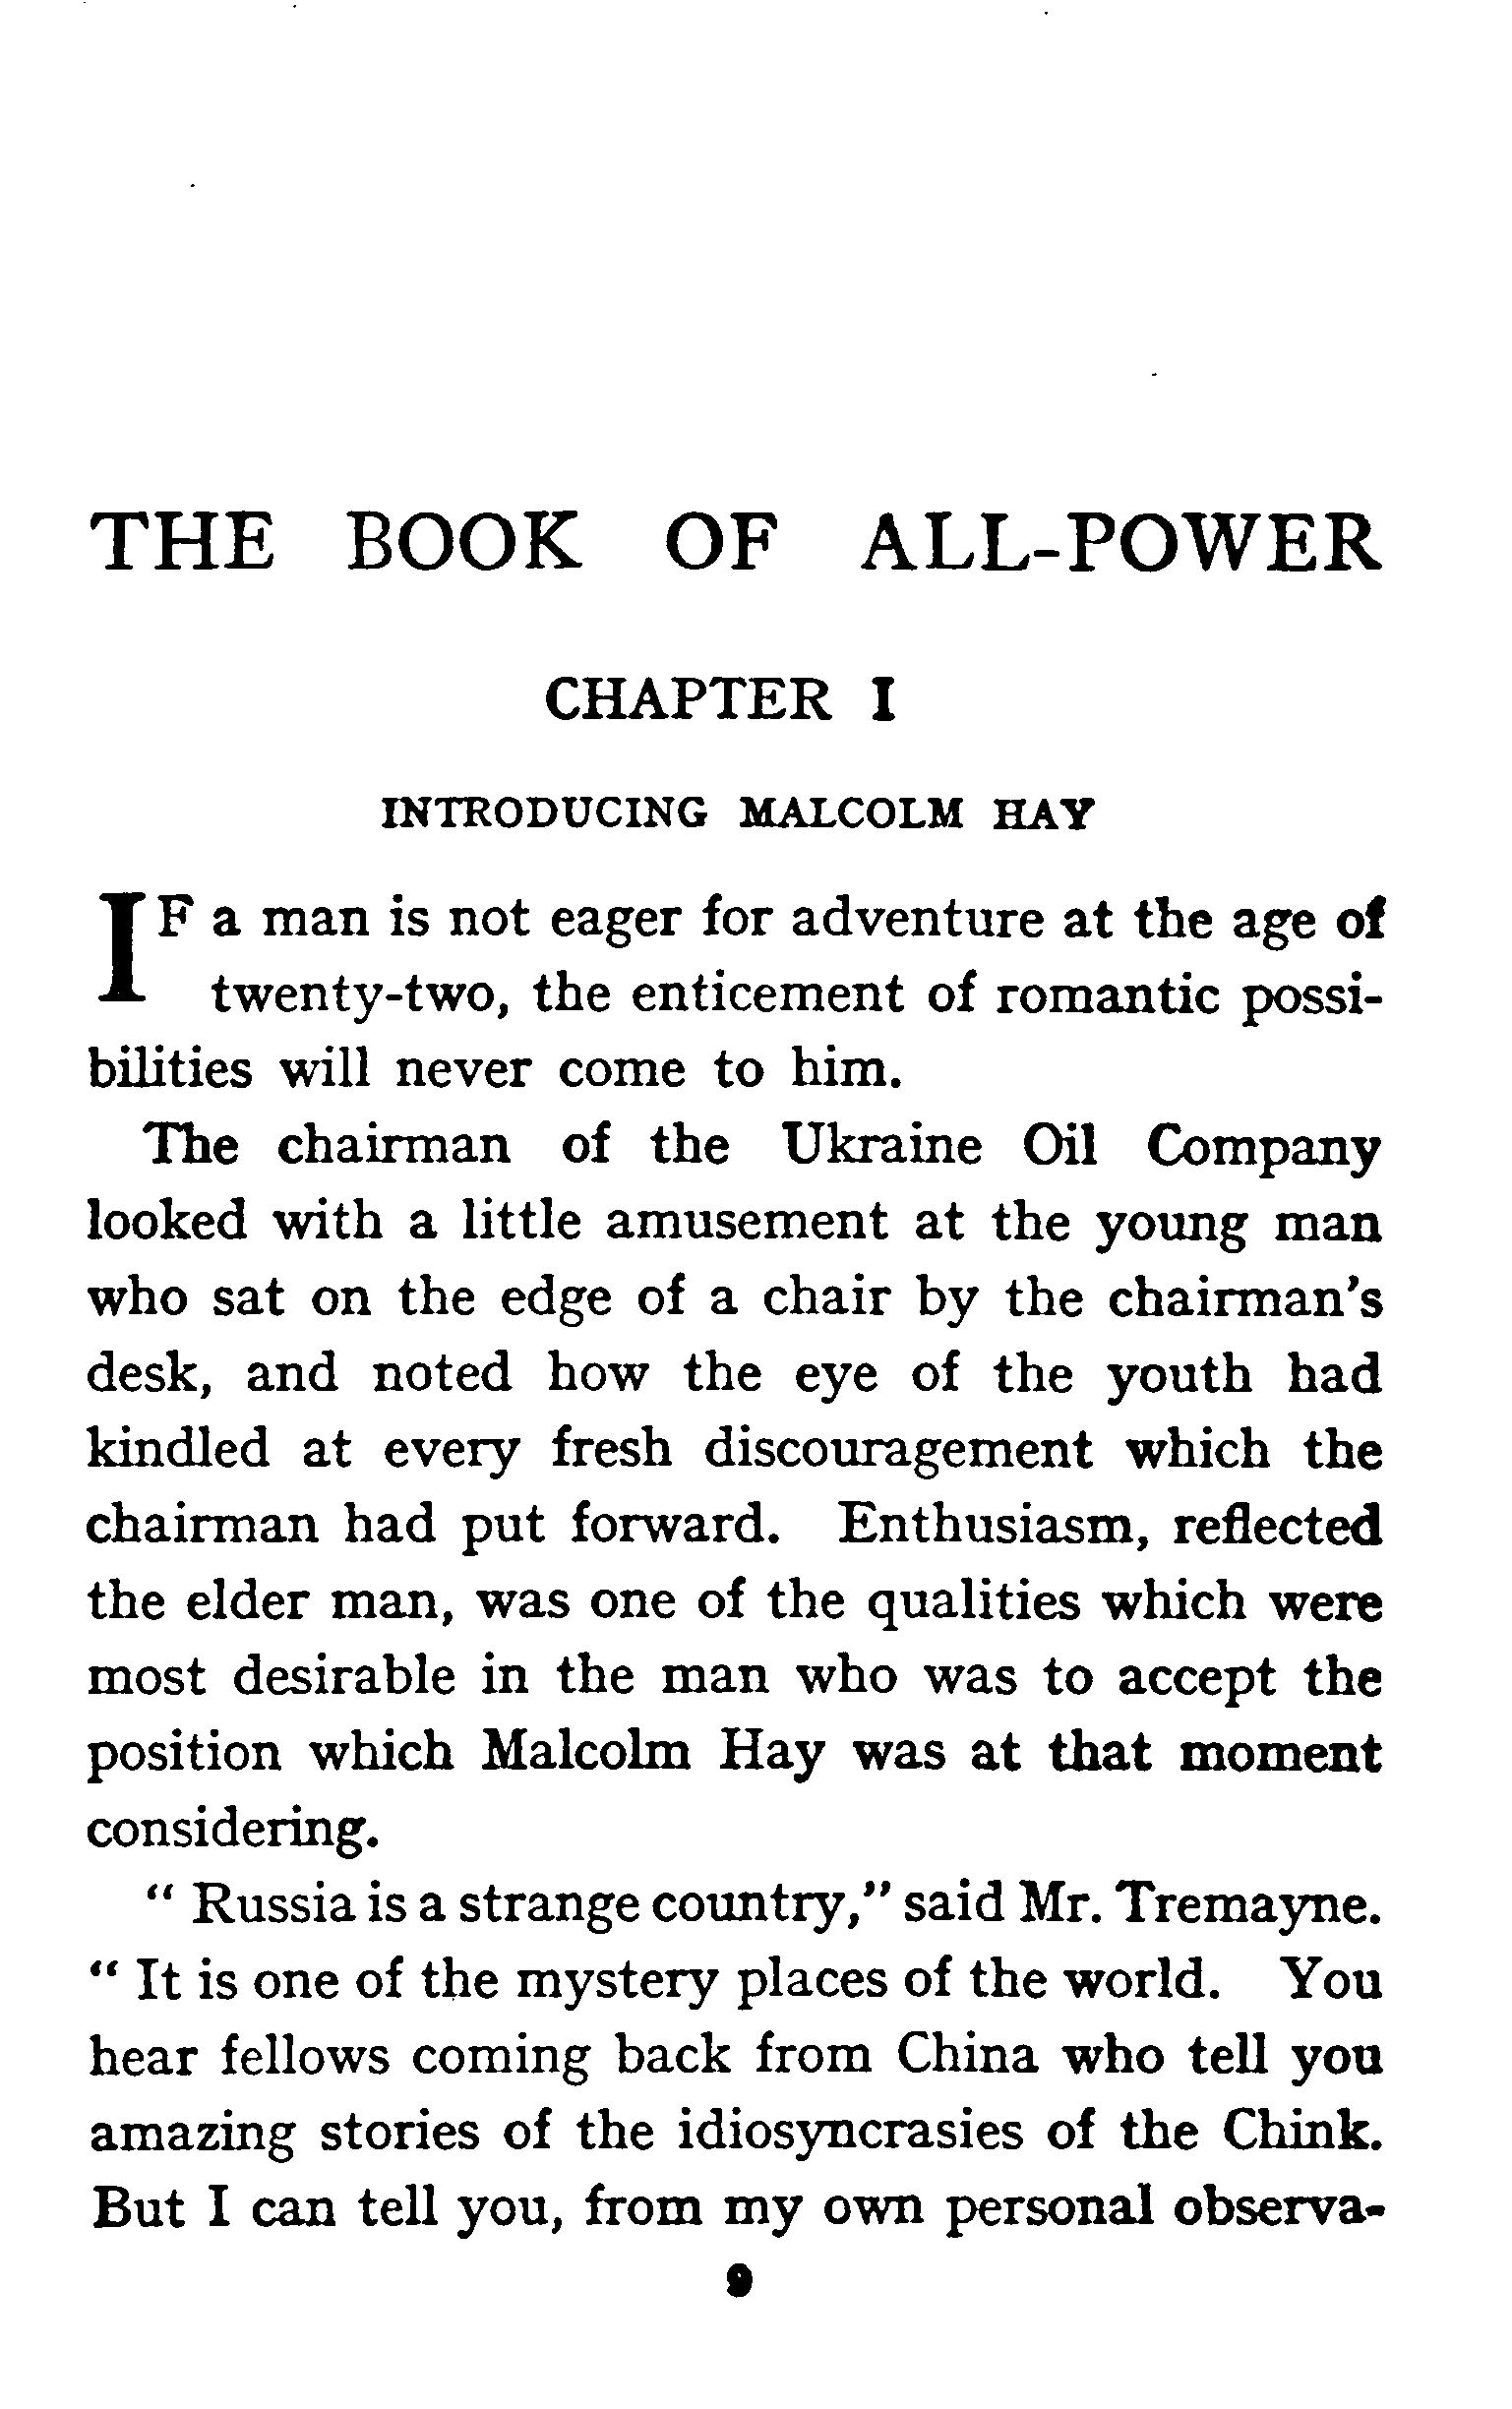 THE BOOK OF ALL-POWER
CHAPTER I
INTRODUCING MALCOLM HAY
IF a man is not eager for adventure at the age of
twenty-two, the enticement of romantic possi-
bilities will never come to him.
The chairman of the Ukraine Oil Company
looked with a little amusement at the young man
who sat on the edge of a chair by the chairman's
desk, and noted how the eye of the youth had
kindled at every fresh discouragement which the
chairman had put forward. Enthusiasm, reflected
the elder man, was one of the qualities which were
most desirable in the man who was to accept the
position which Malcolm Hay was at that moment
considering.
" Russia is a strange country," said Mr. Tremayne.
" It is one of the mystery places of the world. You
hear fellows coming back from China who tell you
amazing stories of the idiosyncrasies of the Chink.
But I can tell you, from my own personal observa-
9